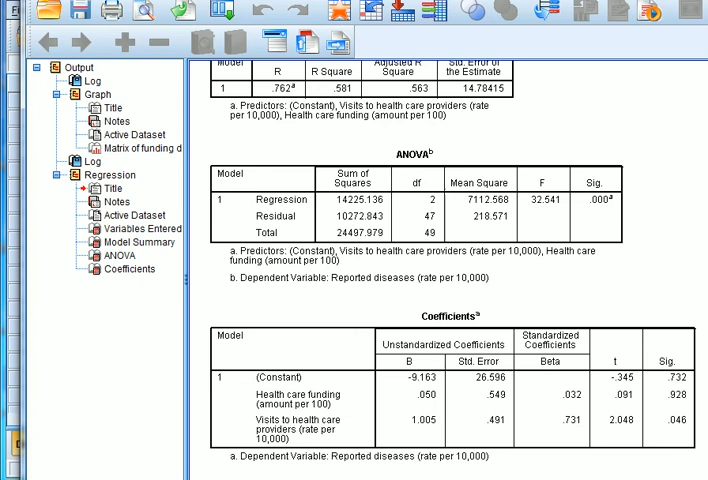 Output
Log
Graph
Title
Notes
Active Dataset
Matrix of funding d
Log
Regression
Title
Notes
Active Dataset
Variables Entered
Model Summary
ANOVA
Coefficients
Model R R Square Adjusted R Square Std. Error of the Estimate
1 .762a .581 .563 14.78415
a. Predictors: (Constant), Visits to health care providers (rate
per 10,000), Health care funding (amount per 100)
ANOVAb
Model Sum of Squares df Mean Square F Sig.
1 Regression 14225.136 2 7112.568 32.541 .000a
Residual 10272.843 47 218.571
Total 24497.979 49
a. Predictors: (Constant), Visits to health care providers (rate per 10,000), Health care
funding (amount per 100)
b. Dependent Variable: Reported diseases (rate per 10,000)
Coefficientsa
Model Unstandardized Coefficients Standardized Coefficients
B Std. Error Beta t Sig.
1 (Constant) -9.163 26.596 -.345 .732
Health care funding (amount per 100) .050 .549 .032 .091 .928
Visits to health care providers (rate per 10,000) 1.005 .491 .731 2.048 .046
a. Dependent Variable: Reported diseases (rate per 10,000)